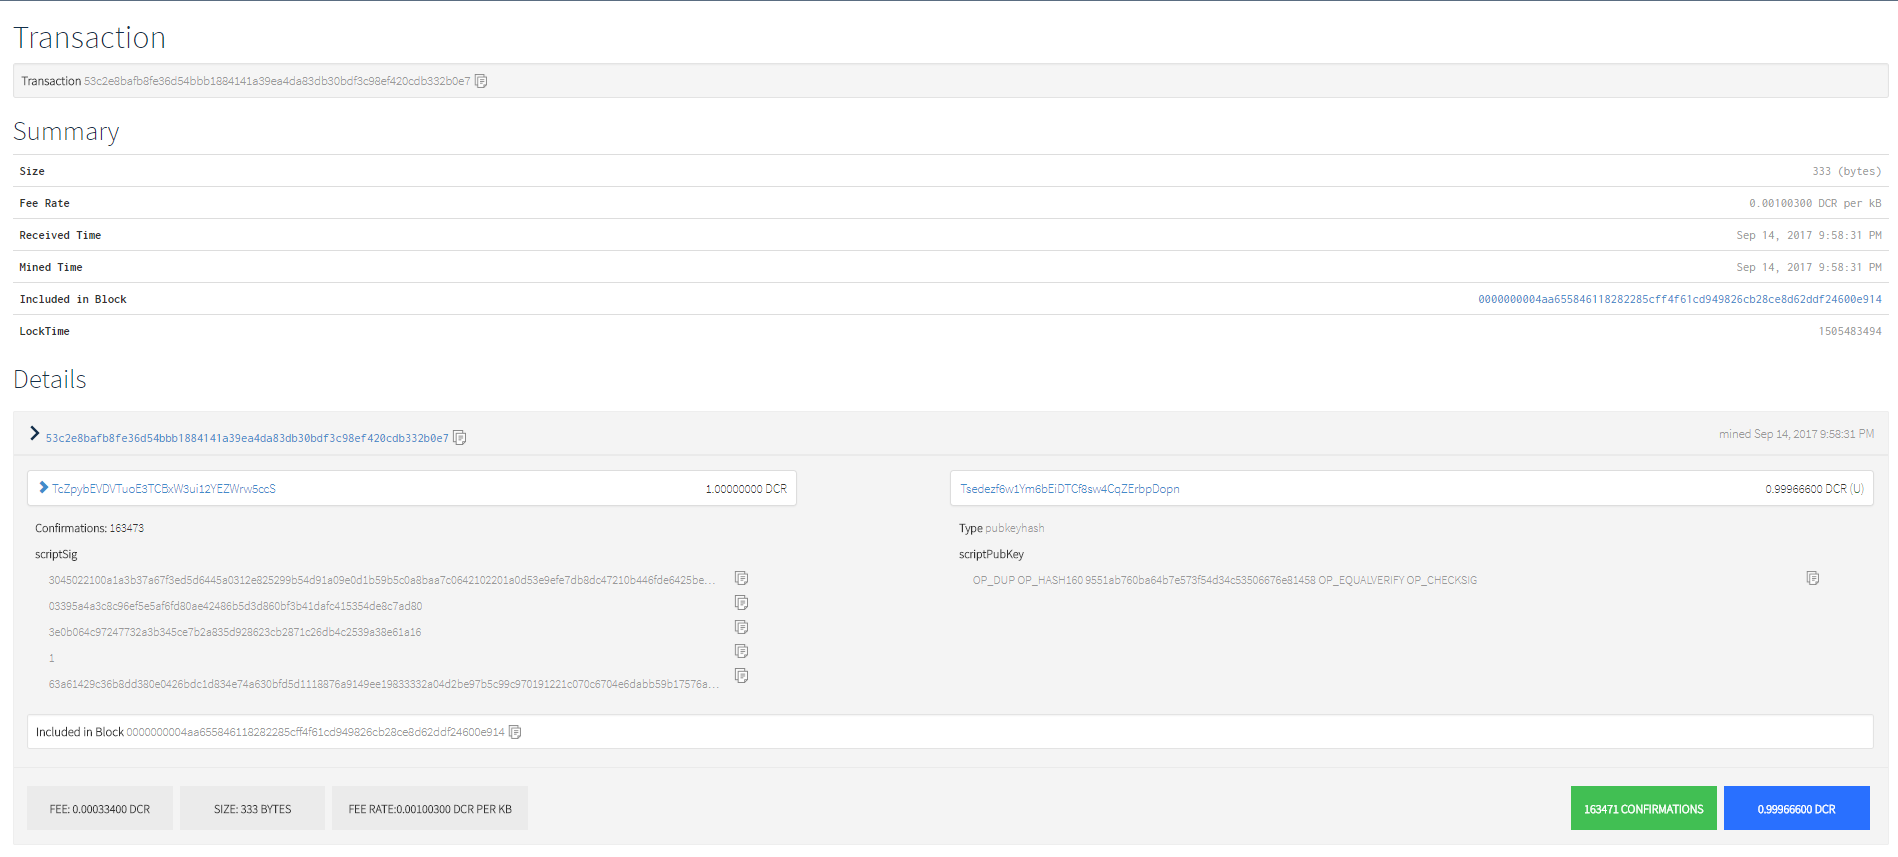 Transaction
Transaction 53c2e8bafb8fe36d54bbb1884141a39ea4da83db30bdf3c98ef420cdb332b0e7
Summary
Size 333 (bytes)
Fee Rate 0.00100300 DCR per kB
Received Time Sep 14, 2017 9:58:31 PM
Mined Time Sep 14, 2017 9:58:31 PM
Included in Block 0000000004aa655846118282285cff4f61cd949826cb28ce8d62ddf24600e914
LockTime 1505483494
Details
53c2e8bafb8fe36d54bbb1884141a39ea4da83db30bdf3c98ef420cdb332b0e7 mined Sep 14, 2017 9:58:31 PM
TcZpybEVDVTuoE3TCBxW3ui12YEZWrw5ccS 1.00000000 DCR
Confirmations: 163473
scriptSig
3045022100a1a3b37a67f3ed5d6445a0312e825299b54d91a09e0d1b59b5c0a8baa7c0642102201a0d53e9efe7db8dc47210b446fde6425be...
03395a4a3c8c96ef5e5af6fd80ae42486b5d3d860bf3b41dafc415354de8c7ad80
3e0b064c97247732a3b345ce7b2a835d928623cb2871c26db4c2539a38e61a16
1
63a61429c36b8dd380e0426bdc1d834e74a630bfd5d1118876a9149ee19833332a04d2be97b5c99c970191221c070c6704e6dabb59b17576a...
Tsedezf6w1Ym6bEiDTCf8sw4CqZErbpDopn 0.99966600 DCR (U)
Type pubkeyhash
scriptPubKey
OP_DUP OP_HASH160 9551ab760ba64b7e573f54d34c53506676e81458 OP_EQUALVERIFY OP_CHECKSIG
Included in Block 0000000004aa655846118282285cff4f61cd949826cb28ce8d62ddf24600e914
FEE: 0.00033400 DCR
SIZE: 333 BYTES
FEE RATE:0.00100300 DCR PER KB
163471 CONFIRMATIONS
0.99966600 DCR